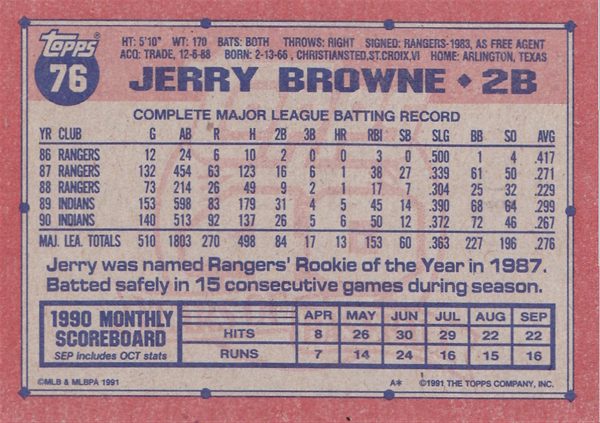 topps®
76
HT: 5'10" WT: 170 BATS: BOTH THROWS: RIGHT SIGNED: RANGERS-1983, AS FREE AGENT
ACQ: TRADE, 12-6-88 BORN: 2-13-66, CHRISTIANSTED, ST. CROIX, VI HOME: ARLINGTON, TEXAS
JERRY BROWNE ♦ 2B
COMPLETE MAJOR LEAGUE BATTING RECORD
YR CLUB G AB R H 2B 3B HR RBI SB SLG BB SO AVG
86 RANGERS 12 24 6 10 2 0 0 3 0 .500 1 4 .417
87 RANGERS 132 454 63 123 16 6 1 38 27 .339 61 50 .271
88 RANGERS 73 214 26 49 9 2 1 17 7 .304 25 32 .229
89 INDIANS 153 598 83 179 31 4 5 45 14 .390 68 64 .299
90 INDIANS 140 513 92 137 26 5 6 50 12 .372 72 46 .267
MAJ. LEA. TOTALS 510 1803 270 498 84 17 13 153 60 .363 227 196 .276
Jerry was named Rangers' Rookie of the Year in 1987.
Batted safely in 15 consecutive games during season.
1990 MONTHLY
SCOREBOARD
SEP includes OCT stats
APR MAY JUN JUL AUG SEP
HITS 8 26 30 29 22 22
RUNS 7 14 24 16 15 16
©MLB & MLBPA 1991
A* ©1991 THE TOPPS COMPANY, INC.